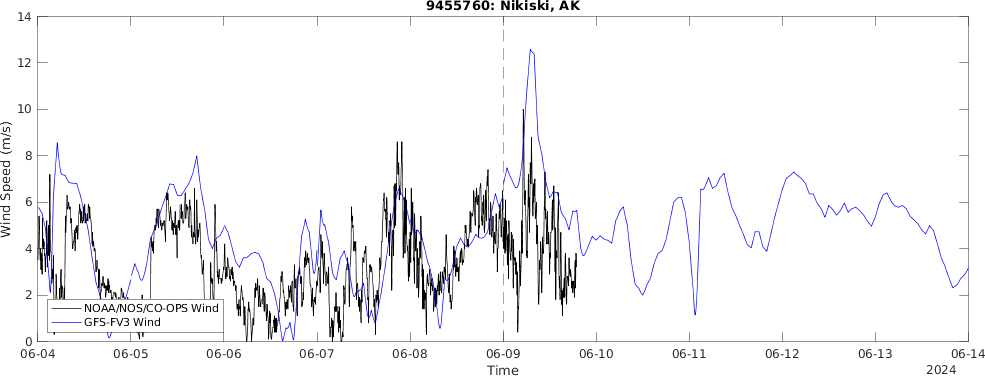 9455760: Nikiski, AK
Wind Speed (m/s)
14
12
10
8
6
4
2
0
NOAA/NOS/CO-OPS Wind
GFS-FV3 Wind
06-04 06-05 06-06 06-07 06-08 06-09 06-10 06-11 06-12 06-13 06-14
Time
2024